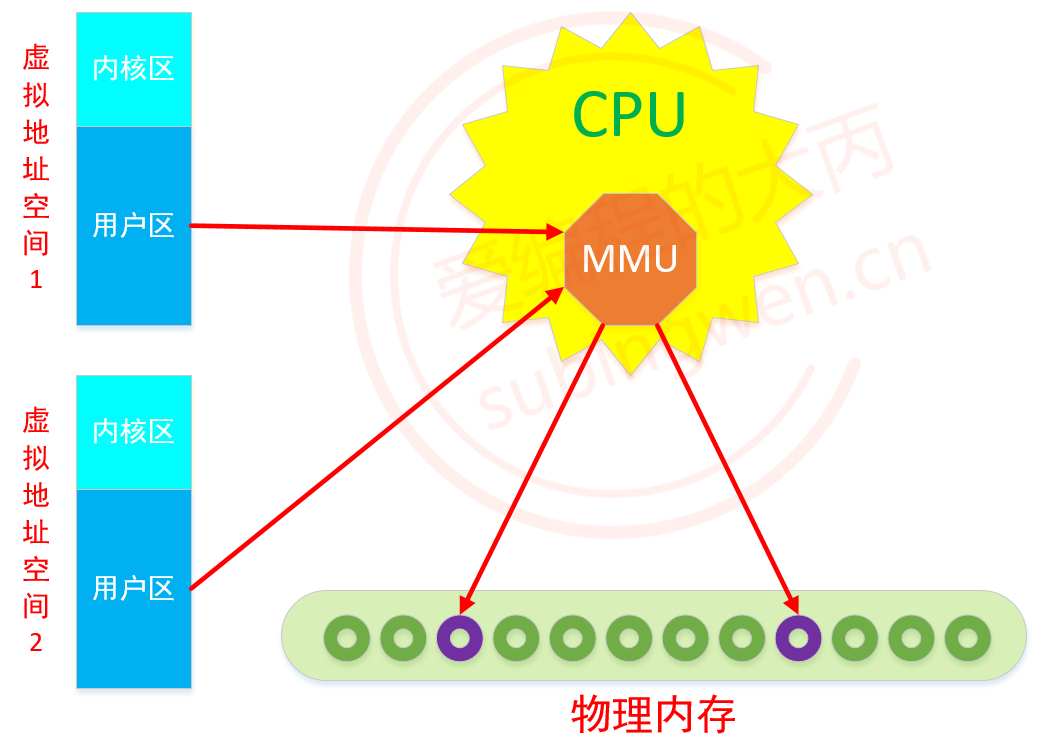 虚拟地址空间1
内核区
用户区
CPU
MMU
爱编程的大丙
subingwen.cn
虚拟地址空间2
内核区
用户区
物理内存